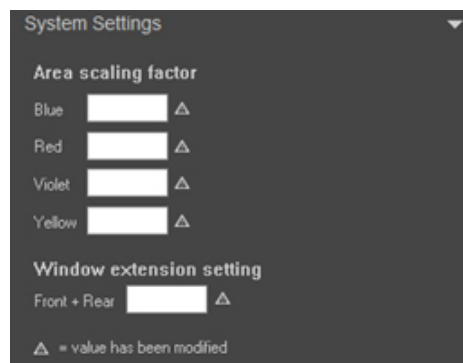 System Settings
Area scaling factor
Blue
Red
Violet
Yellow
Window extension setting
Front + Rear
= value has been modified